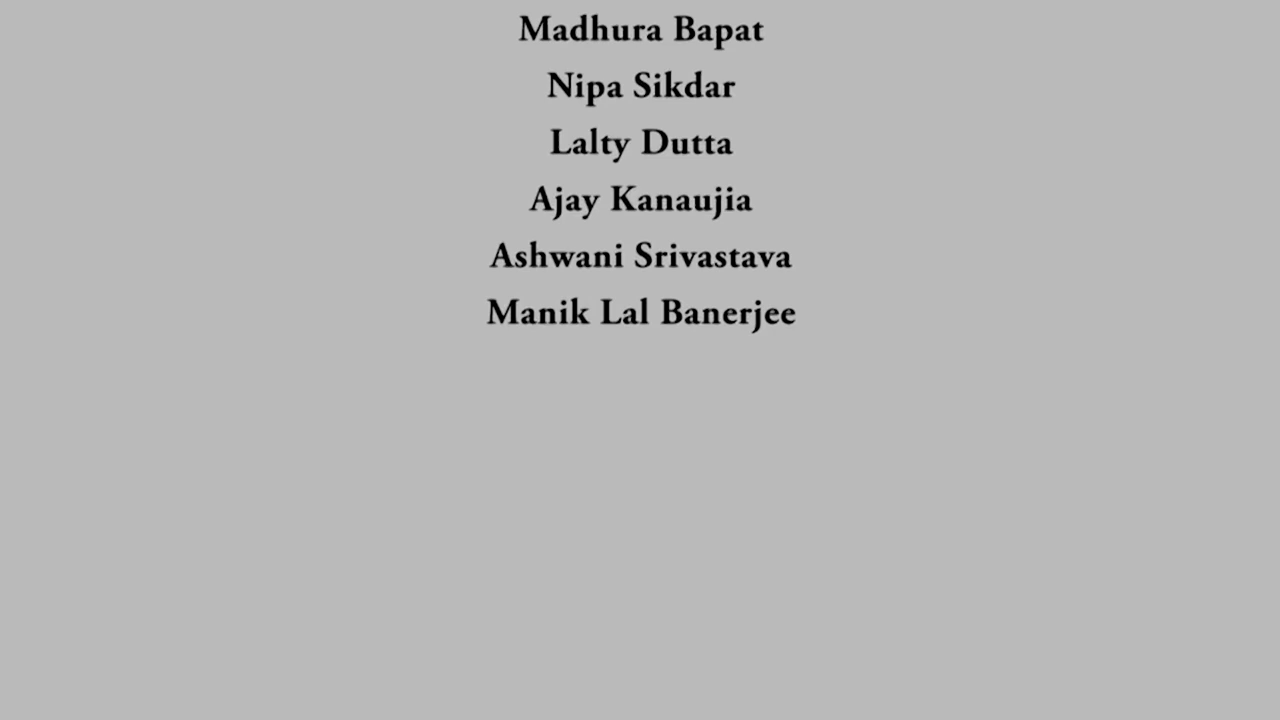 Madhura Bapat
Nipa Sikdar
Lalty Dutta
Ajay Kanaujia
Ashwani Srivastava
Manik Lal Banerjee